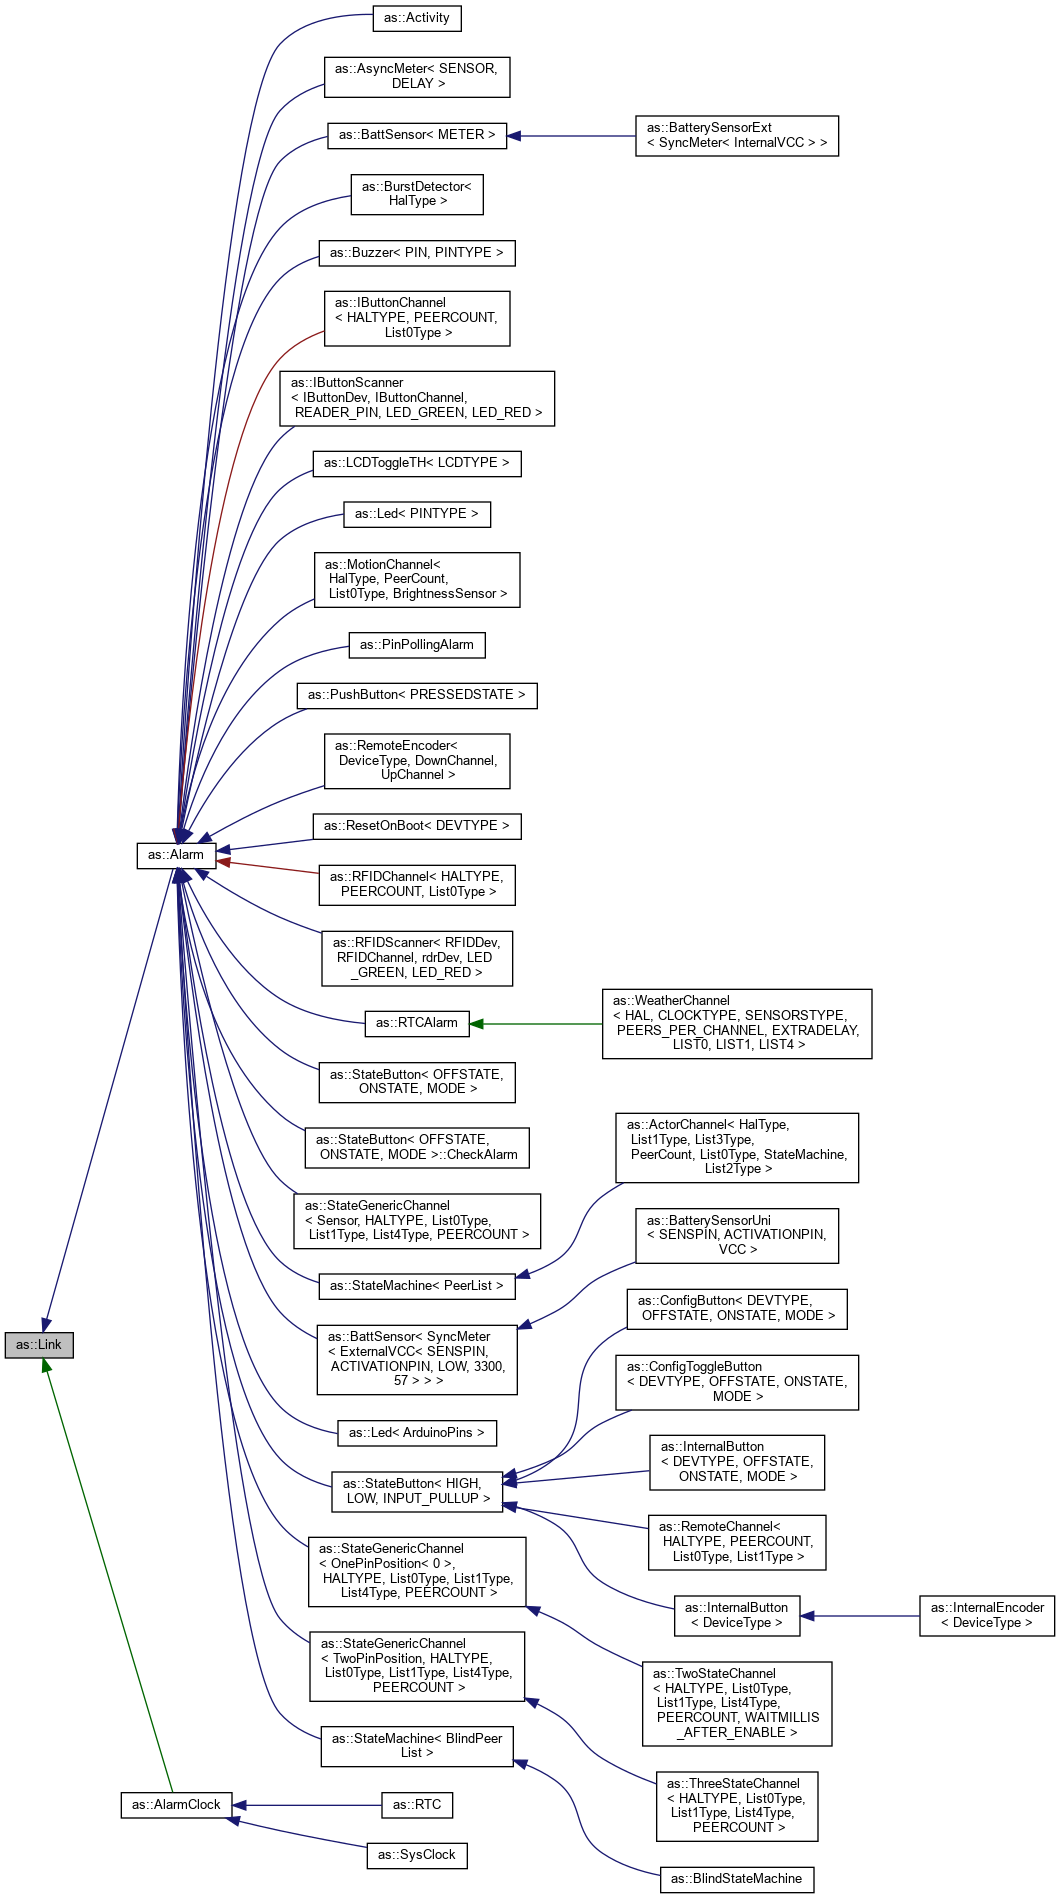 as::Activity
as::AsyncMeter< SENSOR,
DELAY >
as::BattSensor< METER >
as::BatterySensorExt
< SyncMeter< InternalVCC > >
as::BurstDetector<
HalType >
as::Buzzer< PIN, PINTYPE >
as::IButtonChannel
< HALTYPE, PEERCOUNT,
List0Type >
as::IButtonScanner
< IButtonDev, IButtonChannel,
READER_PIN, LED_GREEN, LED_RED >
as::LCDToggleTH< LCDTYPE >
as::Led< PINTYPE >
as::MotionChannel<
HalType, PeerCount,
List0Type, BrightnessSensor >
as::PinPollingAlarm
as::PushButton< PRESSEDSTATE >
as::RemoteEncoder<
DeviceType, DownChannel,
UpChannel >
as::ResetOnBoot< DEVTYPE >
as::Alarm
as::RFIDChannel< HALTYPE,
PEERCOUNT, List0Type >
as::RFIDScanner< RFIDDev,
RFIDChannel, rdrDev, LED
_GREEN, LED_RED >
as::RTCAlarm
as::WeatherChannel
< HAL, CLOCKTYPE, SENSORSTYPE,
PEERS_PER_CHANNEL, EXTRADELAY,
LIST0, LIST1, LIST4 >
as::StateButton< OFFSTATE,
ONSTATE, MODE >
as::StateButton< OFFSTATE,
ONSTATE, MODE >::CheckAlarm
as::ActorChannel< HalType,
List1Type, List3Type,
PeerCount, List0Type, StateMachine,
List2Type >
as::StateGenericChannel
< Sensor, HALTYPE, List0Type,
List1Type, List4Type, PEERCOUNT >
as::BatterySensorUni
< SENSPIN, ACTIVATIONPIN,
VCC >
as::StateMachine< PeerList >
as::ConfigButton< DEVTYPE,
OFFSTATE, ONSTATE, MODE >
as::Link
as::BattSensor< SyncMeter
< ExternalVCC< SENSPIN,
ACTIVATIONPIN, LOW, 3300,
57 > > >
as::ConfigToggleButton
< DEVTYPE, OFFSTATE, ONSTATE,
MODE >
as::Led< ArduinoPins >
as::InternalButton
< DEVTYPE, OFFSTATE,
ONSTATE, MODE >
as::StateButton< HIGH,
LOW, INPUT_PULLUP >
as::RemoteChannel<
HALTYPE, PEERCOUNT,
List0Type, List1Type >
as::StateGenericChannel
< OnePinPosition< 0 >,
HALTYPE, List0Type, List1Type,
List4Type, PEERCOUNT >
as::InternalButton
< DeviceType >
as::InternalEncoder
< DeviceType >
as::StateGenericChannel
< TwoPinPosition, HALTYPE,
List0Type, List1Type, List4Type,
PEERCOUNT >
as::TwoStateChannel
< HALTYPE, List0Type,
List1Type, List4Type,
PEERCOUNT, WAITMILLIS
_AFTER_ENABLE >
as::StateMachine< BlindPeer
List >
as::ThreeStateChannel
< HALTYPE, List0Type,
List1Type, List4Type,
PEERCOUNT >
as::AlarmClock
as::RTC
as::SysClock
as::BlindStateMachine